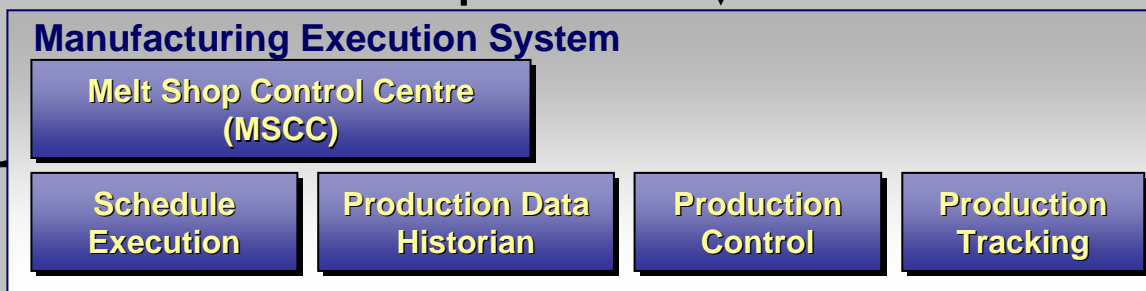 Manufacturing Execution System
Melt Shop Control Centre
(MSCC)
Schedule
Execution
Production Data
Historian
Production
Control
Production
Tracking